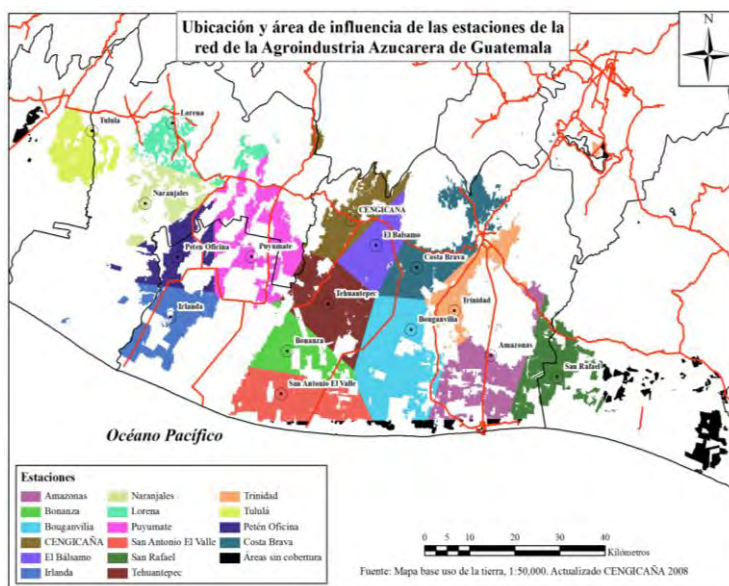 Ubicación y área de influencia de las estaciones de la
red de la Agroindustria Azucarera de Guatemala
N
Tulula
Lorena
Naranjales
CENGICANA
El Balsamo
Petén Oficina
Puyumate
Costa Brava
Tehuantepec
Irlanda
Trinidad
Bouganvilia
Bonanza
Amazonas
San Rafael
San Antonio El Valle
Océano Pacífico
Estaciones
Amazonas
Bonanza
Bouganvilia
CENGICAÑA
El Bálsamo
Irlanda
Naranjales
Lorena
Puyumate
San Antonio El Valle
San Rafael
Tehuantepec
Trinidad
Tululá
Petén Oficina
Costa Brava
Áreas sin cobertura
0 5 10 20 30 40
Kilómetros
Fuente: Mapa base uso de la tierra, 1:50,000. Actualizado CENGICAÑA 2008